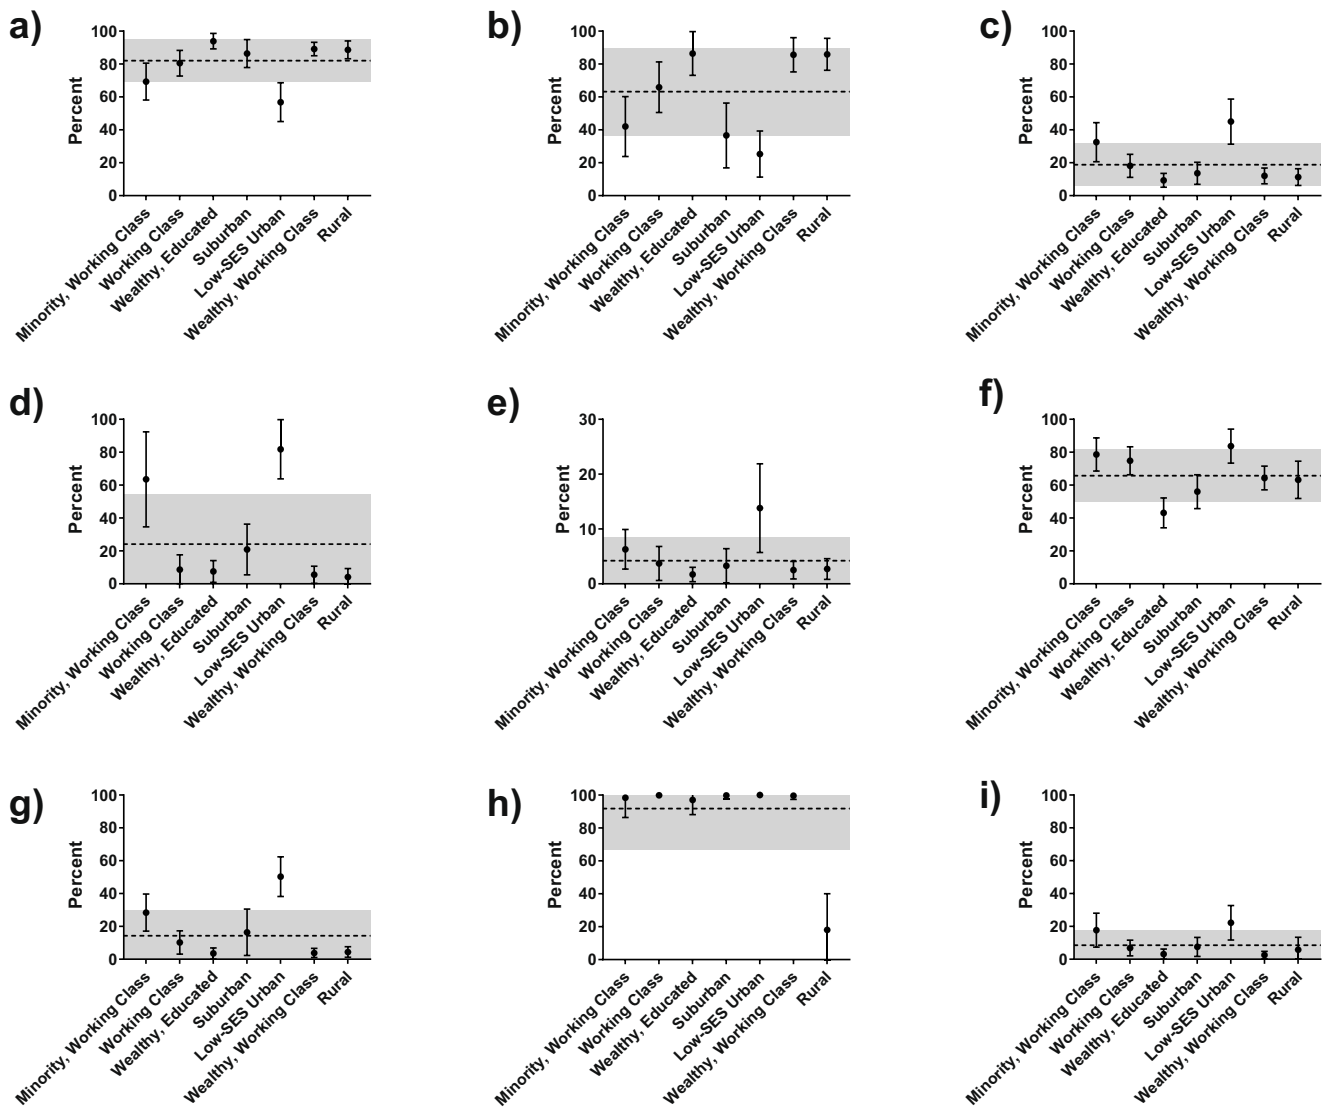 a)
Percent
100
80
60
40
20
0
Minority, Working Class
Working Class
Wealthy, Educated
Suburban
Low-SES Urban
Wealthy, Working Class
Rural
b)
Percent
100
80
60
40
20
0
Minority, Working Class
Working Class
Wealthy, Educated
Suburban
Low-SES Urban
Wealthy, Working Class
Rural
c)
Percent
100
80
60
40
20
0
Minority, Working Class
Working Class
Wealthy, Educated
Suburban
Low-SES Urban
Wealthy, Working Class
Rural
d)
Percent
100
80
60
40
20
0
Minority, Working Class
Working Class
Wealthy, Educated
Suburban
Low-SES Urban
Wealthy, Working Class
Rural
e)
Percent
30
20
10
0
Minority, Working Class
Working Class
Wealthy, Educated
Suburban
Low-SES Urban
Wealthy, Working Class
Rural
f)
Percent
100
80
60
40
20
0
Minority, Working Class
Working Class
Wealthy, Educated
Suburban
Low-SES Urban
Wealthy, Working Class
Rural
g)
Percent
100
80
60
40
20
0
Minority, Working Class
Working Class
Wealthy, Educated
Suburban
Low-SES Urban
Wealthy, Working Class
Rural
h)
Percent
100
80
60
40
20
0
Minority, Working Class
Working Class
Wealthy, Educated
Suburban
Low-SES Urban
Wealthy, Working Class
Rural
i)
Percent
100
80
60
40
20
0
Minority, Working Class
Working Class
Wealthy, Educated
Suburban
Low-SES Urban
Wealthy, Working Class
Rural